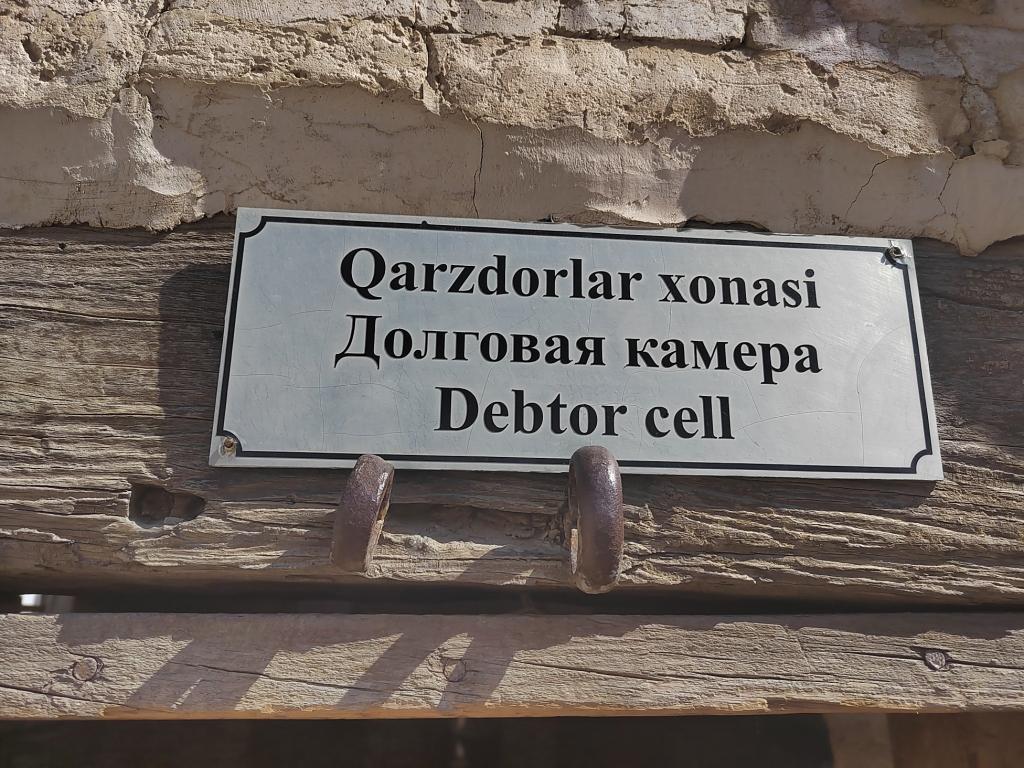 Qarzdorlar xonasi
Долговая камера
Debtor cell